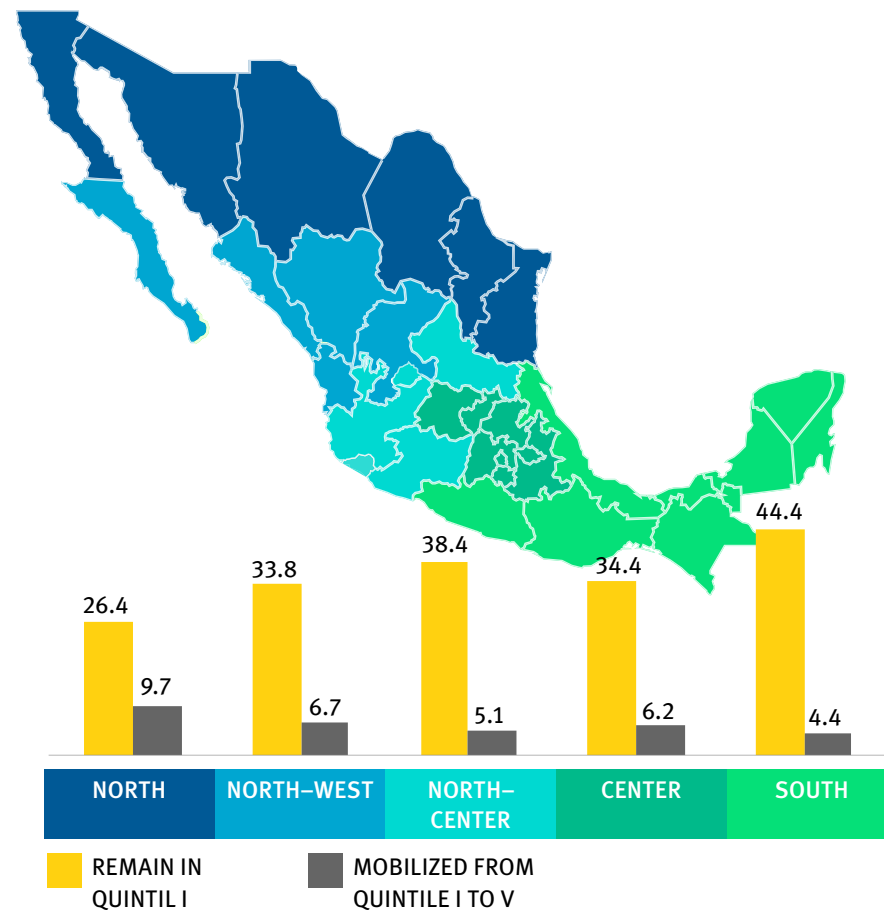 44.4
38.4
34.4
33.8
26.4
9.7
6.7
6.2
5.1
4.4
NORTH
NORTH–WEST
NORTH–
CENTER
CENTER
SOUTH
REMAIN IN
QUINTIL I
MOBILIZED FROM
QUINTILE I TO V